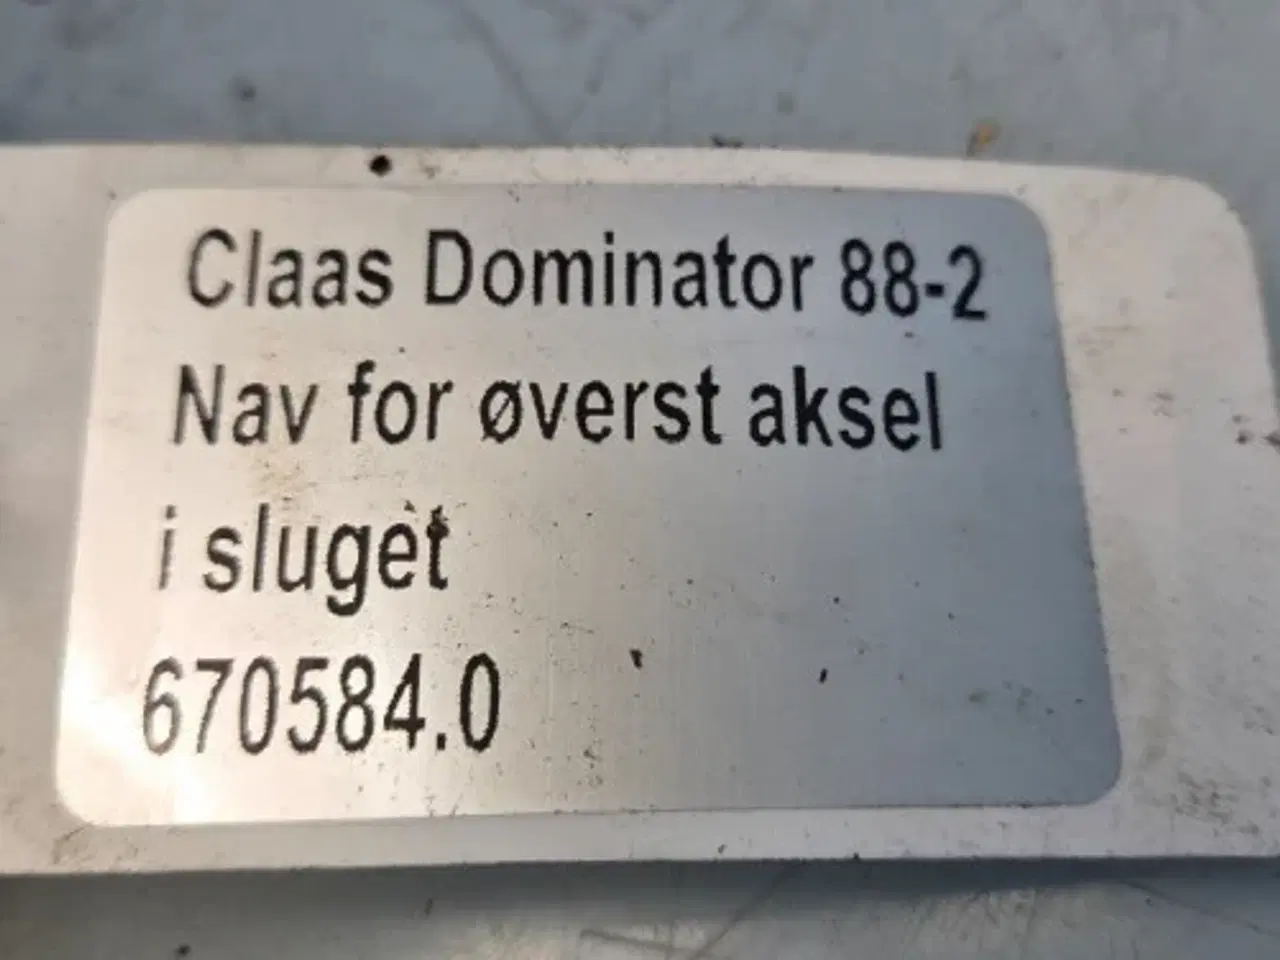 Claas Dominator 88-2
Nav for øverst aksel
i sluget
670584.0